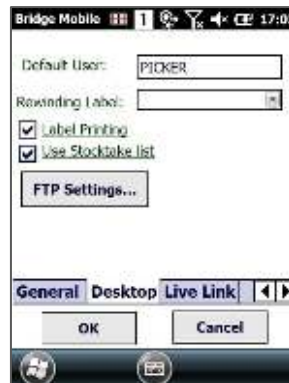 Bridge Mobile 1 17:0
Default User: PICKER
Rewinding Label:
Label Printing
Use Stocktake list
FTP Settings...
General Desktop Live Link
OK Cancel